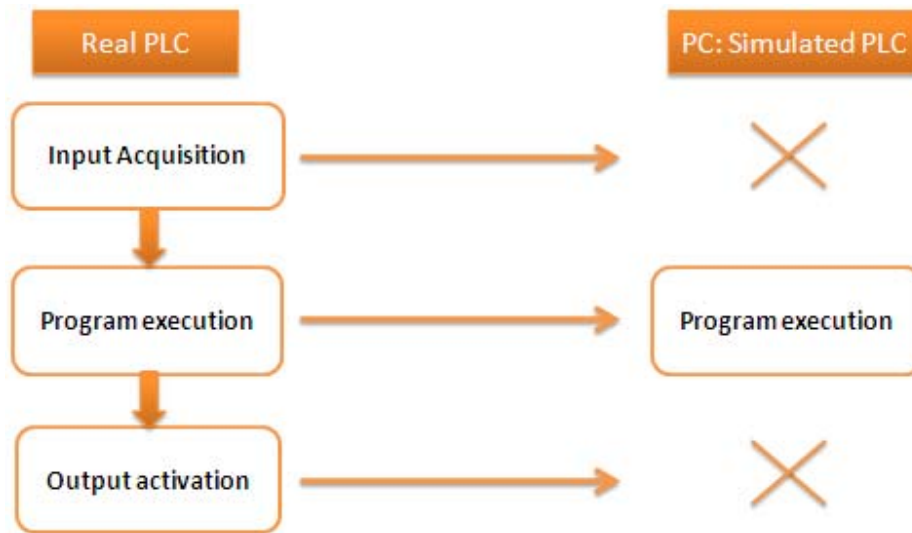 Real PLC
PC: Simulated PLC
Input Acquisition
Program execution
Program execution
Output activation